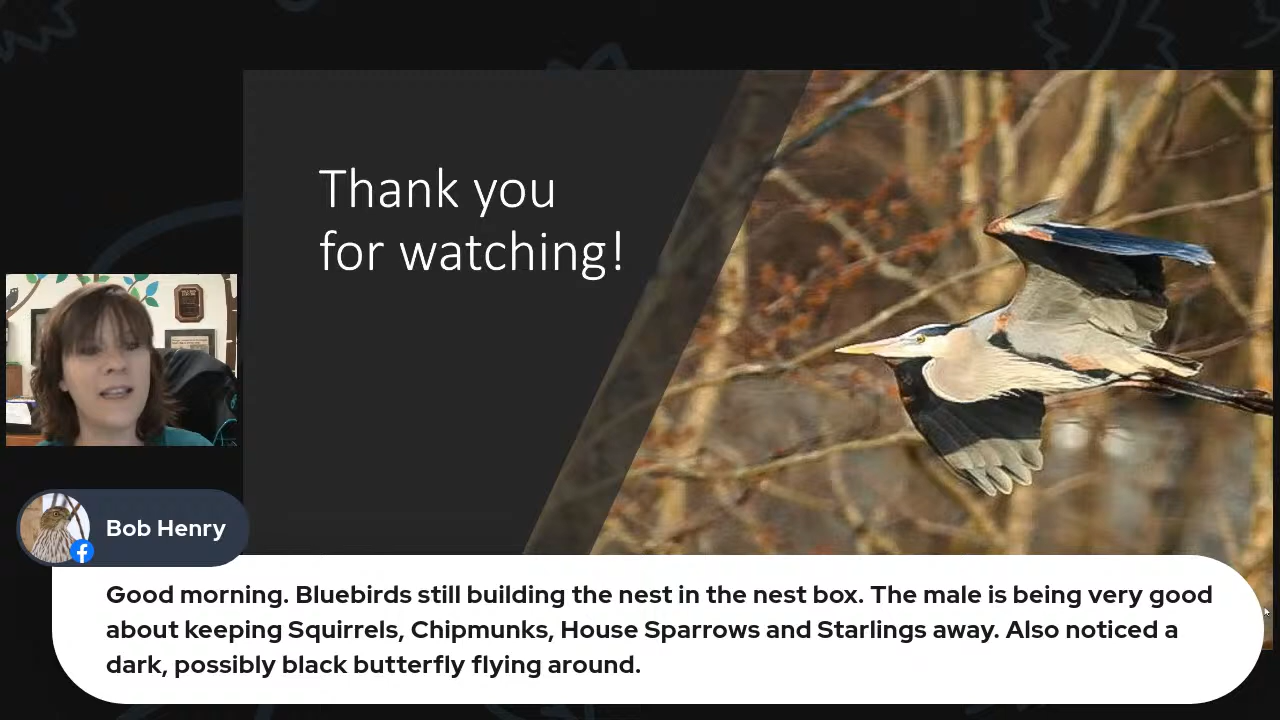 Thank you
for watching!
Bob Henry
Good morning. Bluebirds still building the nest in the nest box. The male is being very good
about keeping Squirrels, Chipmunks, House Sparrows and Starlings away. Also noticed a
dark, possibly black butterfly flying around.